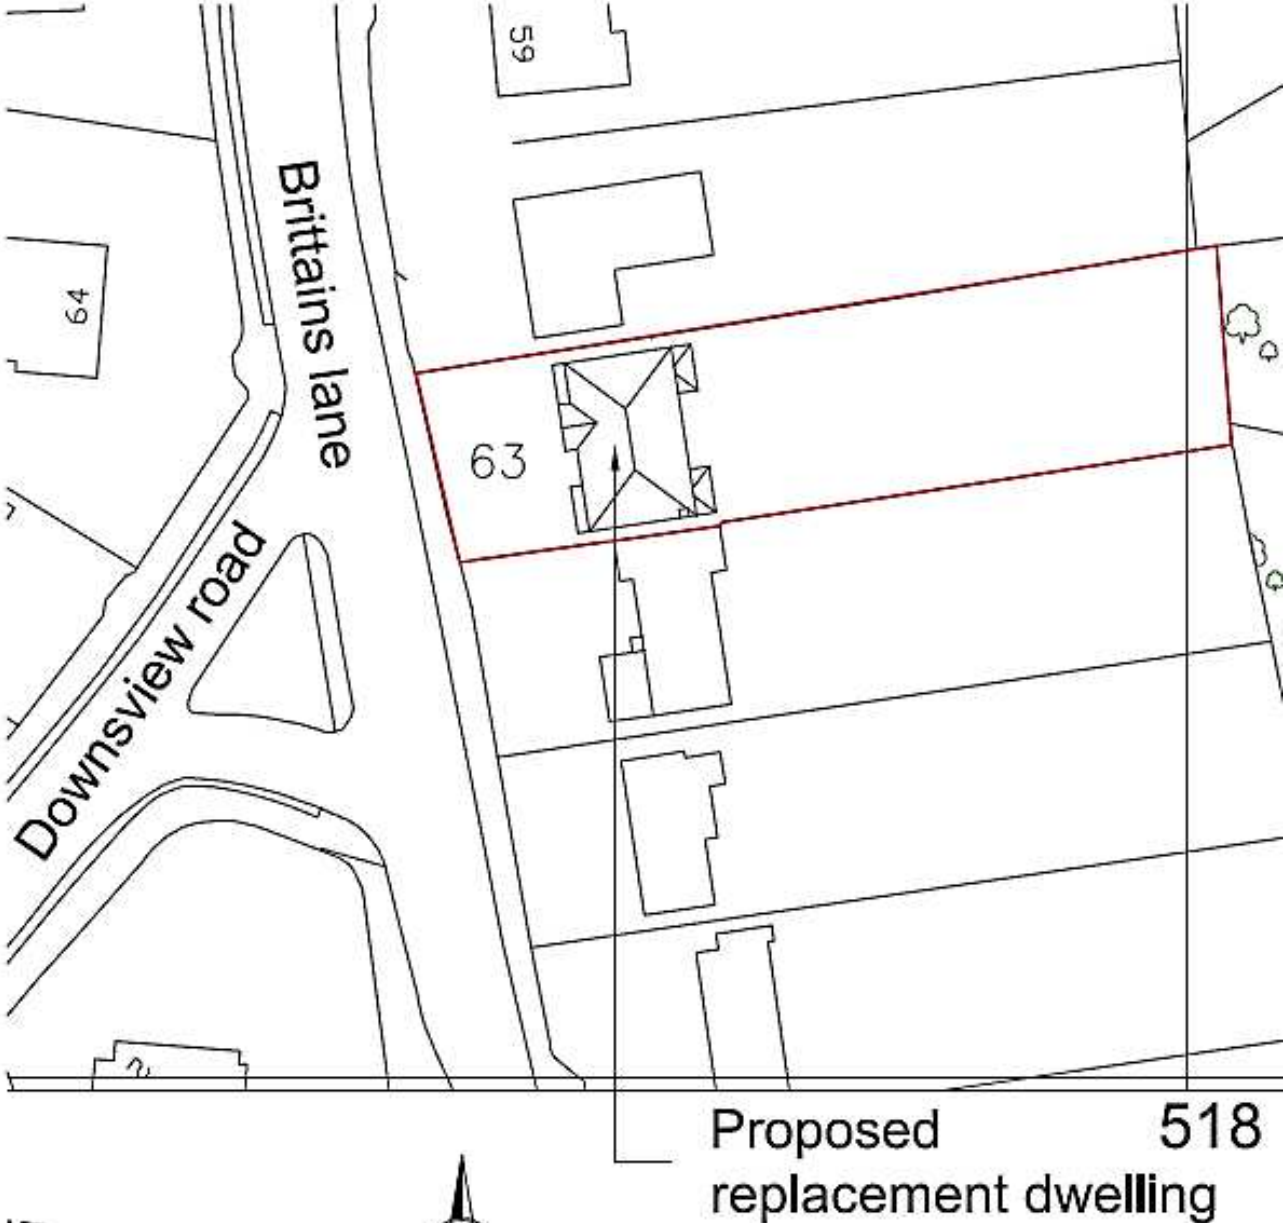 59
Brittains lane
64
63
Downsview road
Proposed 518
replacement dwelling